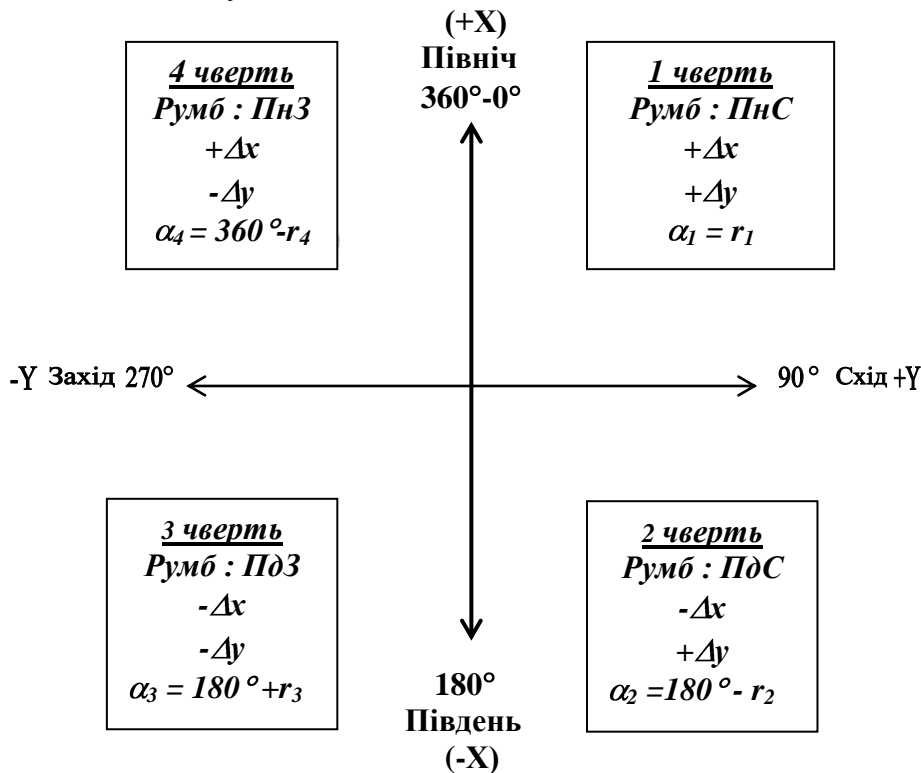 (+X)
Північ
360°-0°
4 чверть
Румб : ПнЗ
+Δx
-Δy
α4 = 360°-r4
1 чверть
Румб : ПнС
+Δx
+Δy
α1 = r1
-Y Захід 270°
90° Схід +Y
3 чверть
Румб : ПдЗ
-Δx
-Δy
α3 = 180°+r3
2 чверть
Румб : ПдС
-Δx
+Δy
α2 =180°- r2
180°
Південь
(-X)